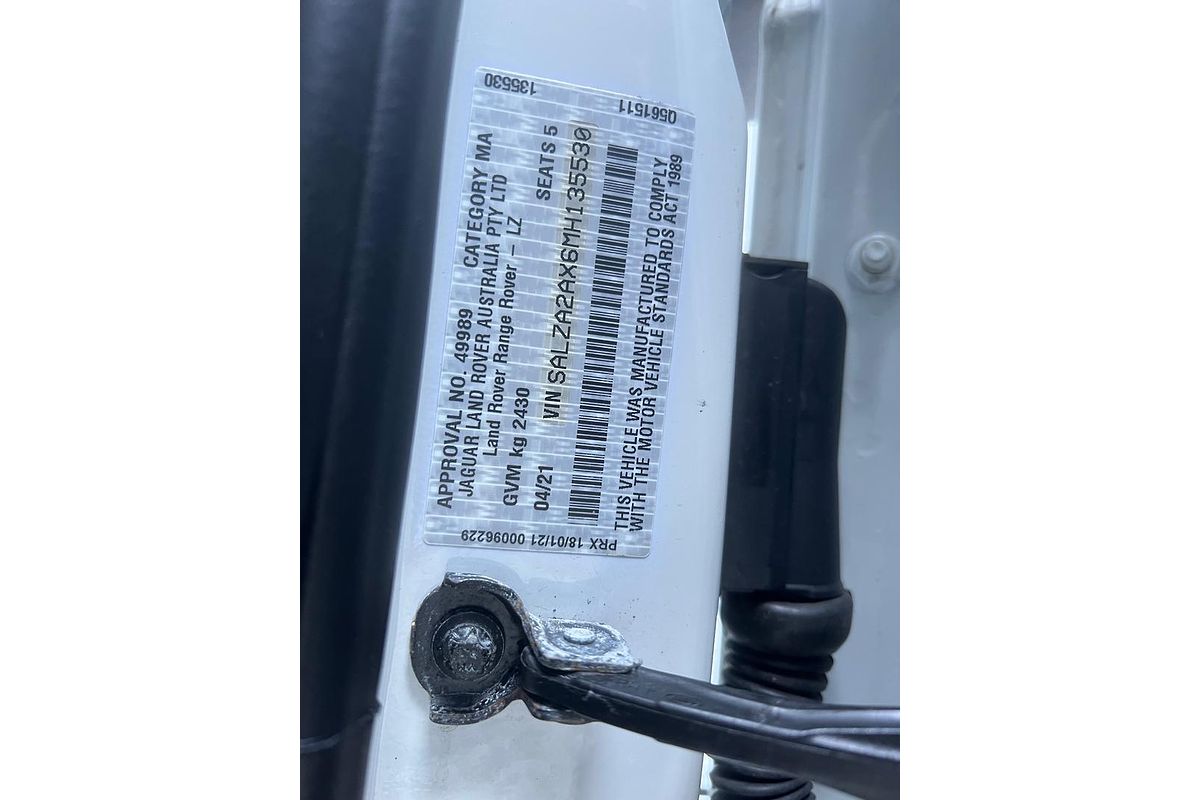 135530
Q561511
APPROVAL NO. 49989 CATEGORY MA
JAGUAR LAND ROVER AUSTRALIA PTY LTD
Land Rover Range Rover - LZ
GVM kg 2430 SEATS 5
04/21 VIN SALZA2AX6MH135530
THIS VEHICLE WAS MANUFACTURED TO COMPLY
WITH THE MOTOR VEHICLE STANDARDS ACT 1989
PRX 18/01/21 00096229